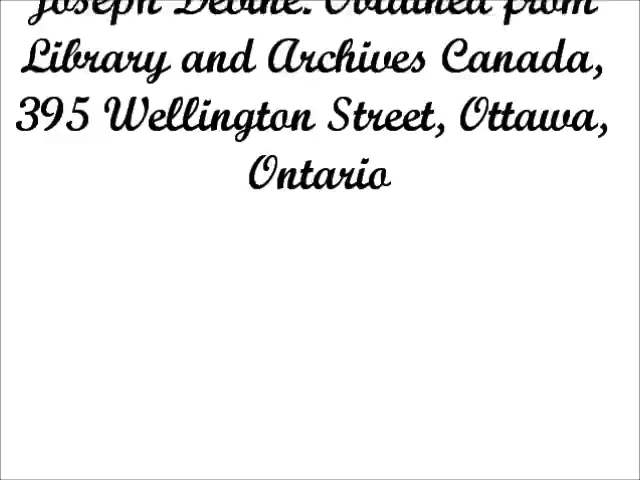 Joseph Devine. Obtained from
Library and Archives Canada,
395 Wellington Street, Ottawa,
Ontario